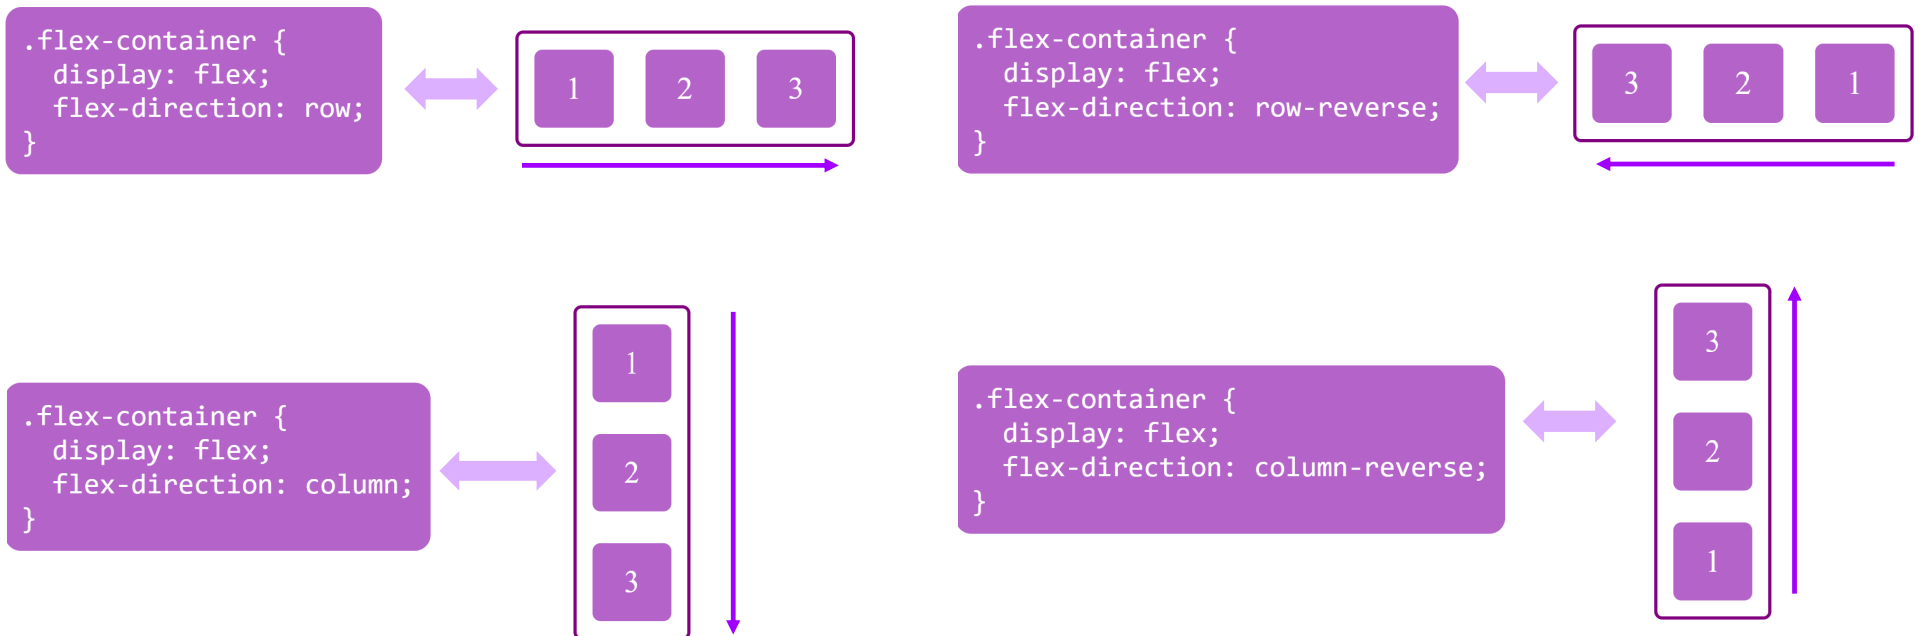 .flex-container {
  display: flex;
  flex-direction: row;
}
1 2 3
.flex-container {
  display: flex;
  flex-direction: row-reverse;
}
3 2 1
.flex-container {
  display: flex;
  flex-direction: column;
}
1
2
3
.flex-container {
  display: flex;
  flex-direction: column-reverse;
}
3
2
1